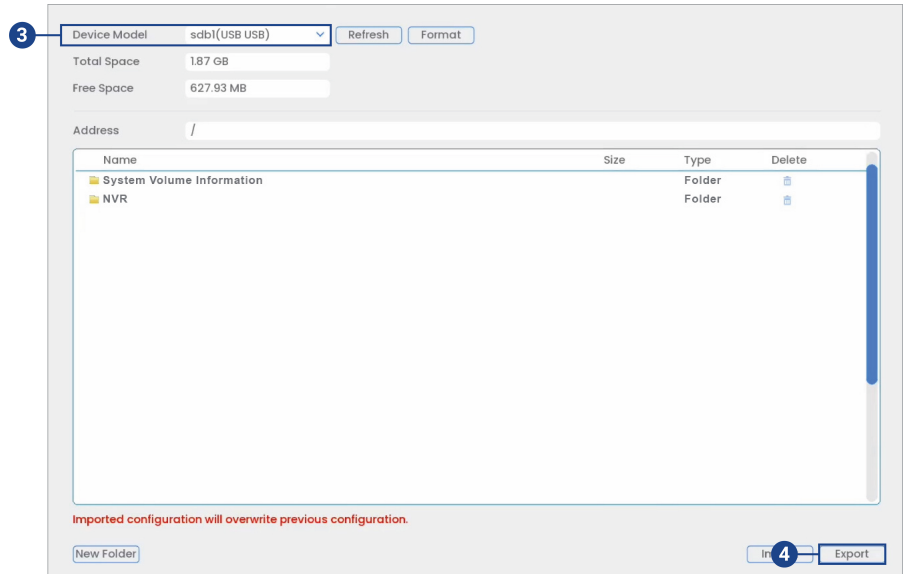 3 Device Model sdb1(USB USB) Refresh Format
Total Space 1.87 GB
Free Space 627.93 MB
Address /
Name Size Type Delete
System Volume Information Folder
NVR Folder
Imported configuration will overwrite previous configuration.
New Folder 4 Export